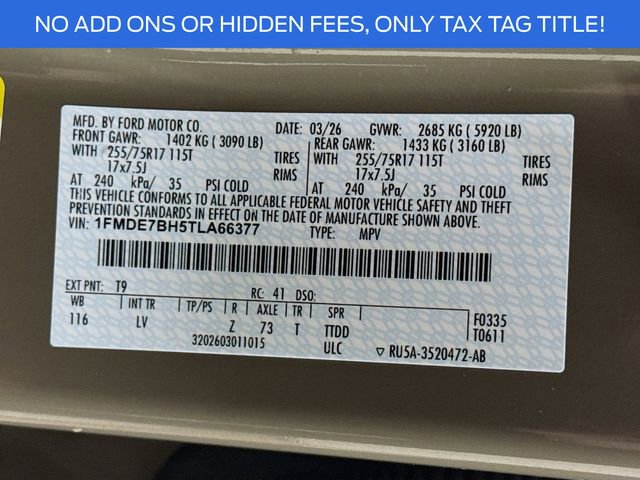 NO ADD ONS OR HIDDEN FEES, ONLY TAX TAG TITLE!
MFD. BY FORD MOTOR CO. DATE: 03/26 GVWR: 2685 KG ( 5920 LB)
FRONT GAWR: 1402 KG ( 3090 LB) REAR GAWR: 1433 KG ( 3160 LB)
WITH 255/75R17 115T TIRES WITH 255/75R17 115T TIRES
17x7.5J RIMS 17x7.5J RIMS
AT 240 kPa/ 35 PSI COLD AT 240 kPa/ 35 PSI COLD
THIS VEHICLE CONFORMS TO ALL APPLICABLE FEDERAL MOTOR VEHICLE SAFETY AND THEFT
PREVENTION STANDARDS IN EFFECT ON THE DATE OF MANUFACTURE SHOWN ABOVE.
VIN: 1FMDE7BH5TLA66377 TYPE: MPV
EXT PNT: T9 RC: 41 DSO:
WB INT TR TP/PS R AXLE TR SPR F0335
116 LV Z 73 T TTDD T0611
3202603011015 ULC ▽ RU5A-3520472-AB